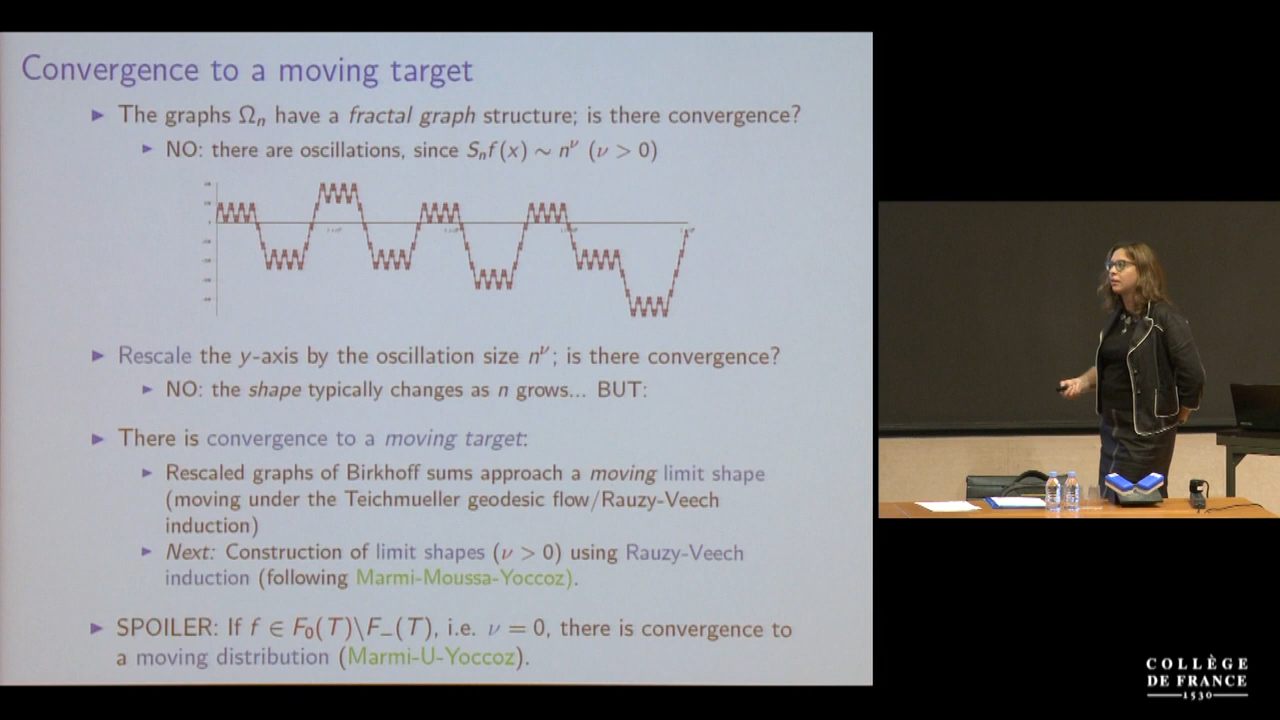 Convergence to a moving target
▶ The graphs Ωₙ have a fractal graph structure; is there convergence?
▶ NO: there are oscillations, since Sₙf(x) ∼ n^ν (ν > 0)
▶ Rescale the y-axis by the oscillation size n^ν; is there convergence?
▶ NO: the shape typically changes as n grows... BUT:
▶ There is convergence to a moving target:
▶ Rescaled graphs of Birkhoff sums approach a moving limit shape
(moving under the Teichmueller geodesic flow/Rauzy-Veech
induction)
▶ Next: Construction of limit shapes (ν > 0) using Rauzy-Veech
induction (following Marmi-Moussa-Yoccoz).
▶ SPOILER: If f ∈ F₀(T)\F₋(T), i.e. ν = 0, there is convergence to
a moving distribution (Marmi-U-Yoccoz).
COLLÈGE
DE FRANCE
1530